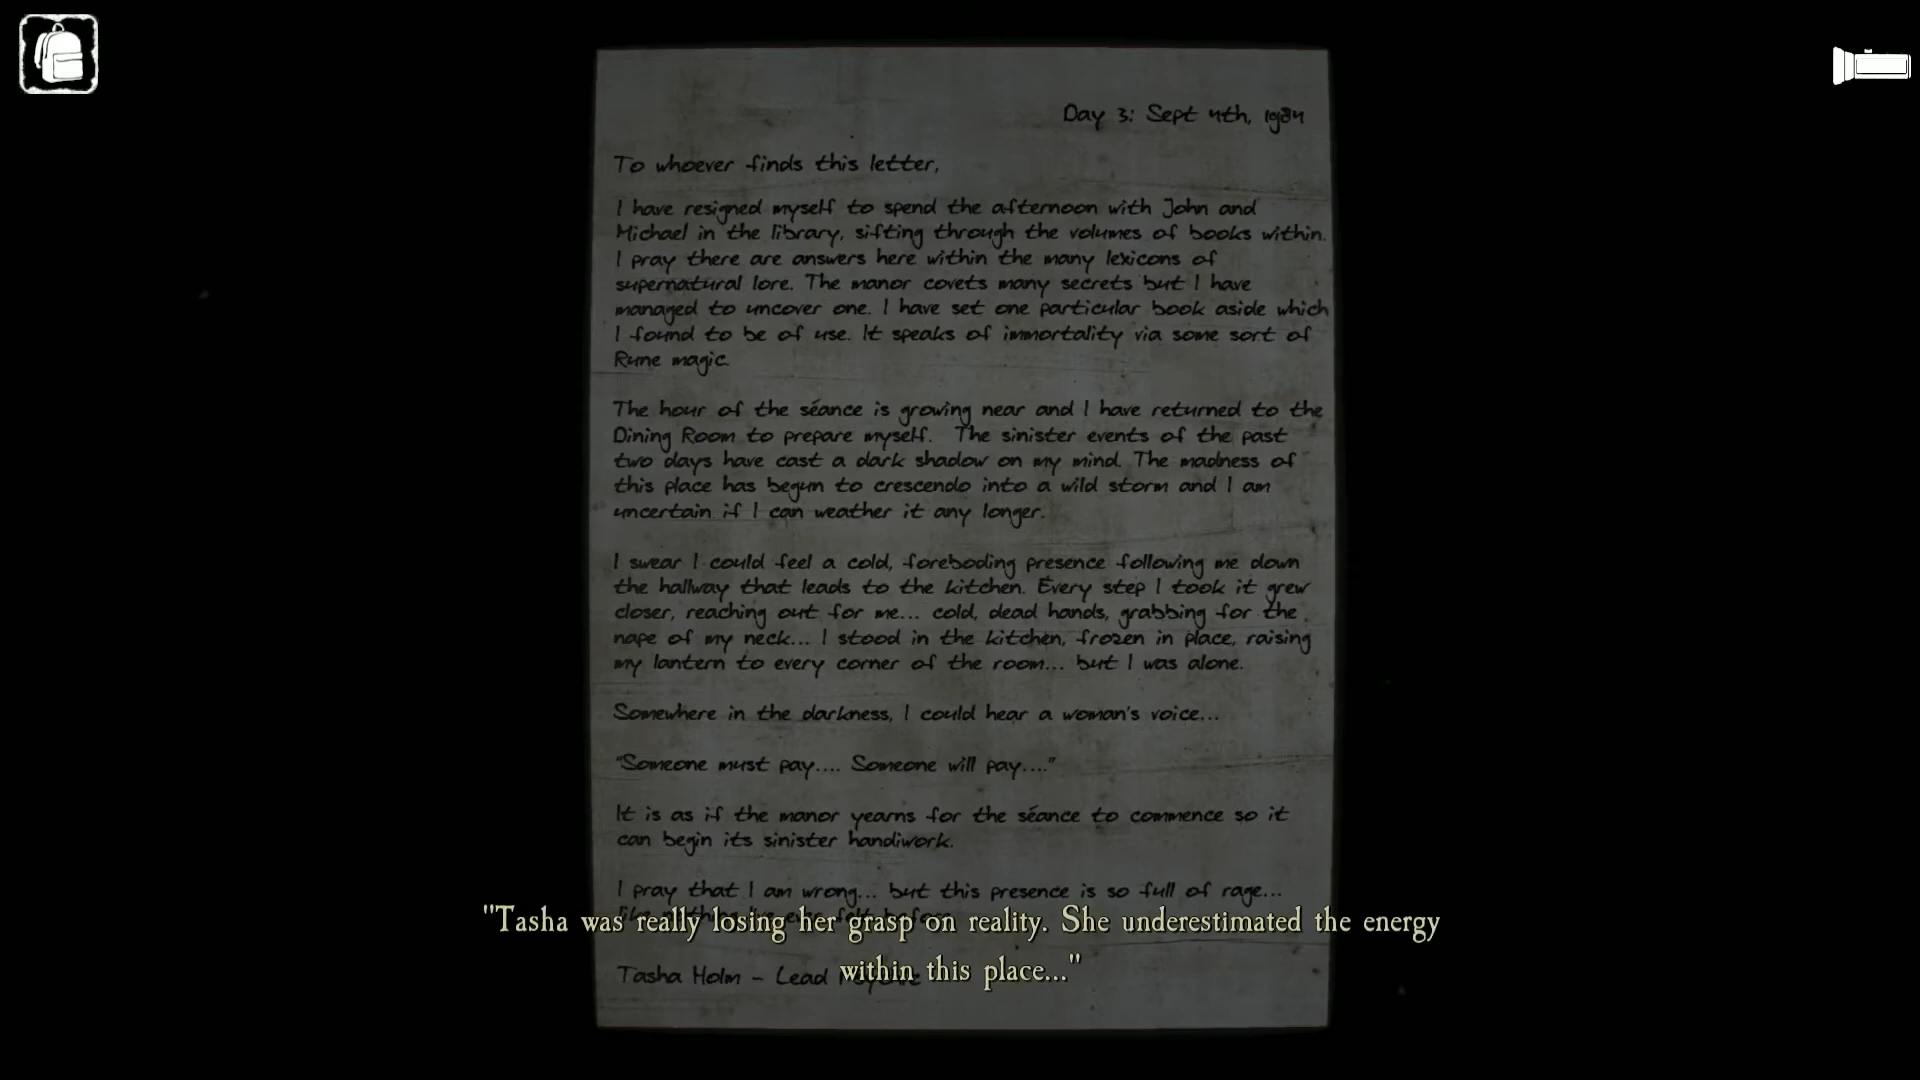 Day 3: Sept 4th, 1984
To whoever finds this letter,
I have resigned myself to spend the afternoon with John and
Michael in the library, sifting through the volumes of books within.
I pray there are answers here within the many lexicons of
supernatural lore. The manor covets many secrets but I have
managed to uncover one. I have set one particular book aside which
I found to be of use. It speaks of immortality via some sort of
Rune magic.
The hour of the séance is growing near and I have returned to the
Dining Room to prepare myself. The sinister events of the past
two days have cast a dark shadow on my mind. The madness of
this place has begun to crescendo into a wild storm and I am
uncertain if I can weather it any longer.
I swear I could feel a cold, foreboding presence following me down
the hallway that leads to the kitchen. Every step I took it grew
closer, reaching out for me... cold, dead hands, grabbing for the
nape of my neck... I stood in the kitchen, frozen in place, raising
my lantern to every corner of the room... but I was alone.
Somewhere in the darkness, I could hear a woman's voice...
"Someone must pay.... Someone will pay...."
It is as if the manor yearns for the séance to commence so it
can begin its sinister handiwork.
I pray that I am wrong... but this presence is so full of rage...
"Tasha was really losing her grasp on reality. She underestimated the energy
within this place..."
Tasha Holm - Lead